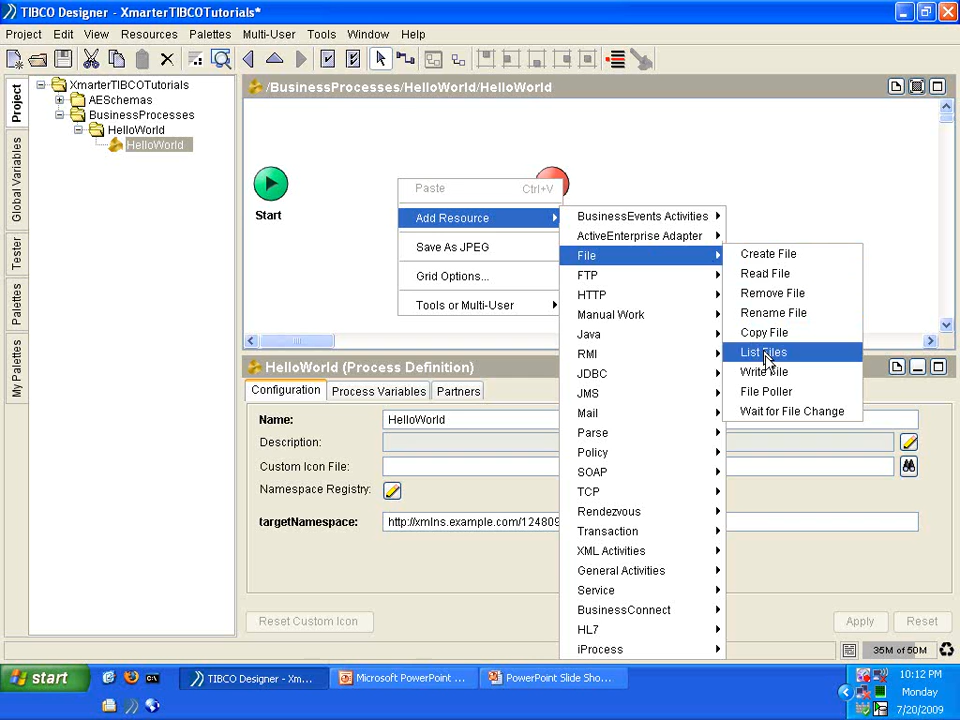 TIBCO Designer - XmarterTIBCOTutorials*
Project Edit View Resources Palettes Multi-User Tools Window Help
Project
Global Variables
Tester
Palettes
My Palettes
XmarterTIBCOTutorials
AESchemas
BusinessProcesses
HelloWorld
HelloWorld
/BusinessProcesses/HelloWorld/HelloWorld
Start
Paste Ctrl+V
Add Resource
Save As JPEG
Grid Options...
Tools or Multi-User
BusinessEvents Activities
ActiveEnterprise Adapter
File
FTP
HTTP
Manual Work
Java
RMI
JDBC
JMS
Mail
Parse
Policy
SOAP
TCP
Rendezvous
Transaction
XML Activities
General Activities
Service
BusinessConnect
HL7
iProcess
Create File
Read File
Remove File
Rename File
Copy File
List Files
Write File
File Poller
Wait for File Change
HelloWorld (Process Definition)
Configuration Process Variables Partners
Name: HelloWorld
Description:
Custom Icon File:
Namespace Registry:
targetNamespace: http://xmlns.example.com/124809
Reset Custom Icon Apply Reset
35M of 50M
start TIBCO Designer - Xm... Microsoft PowerPoint ... PowerPoint Slide Sho...
10:12 PM
Monday
7/20/2009